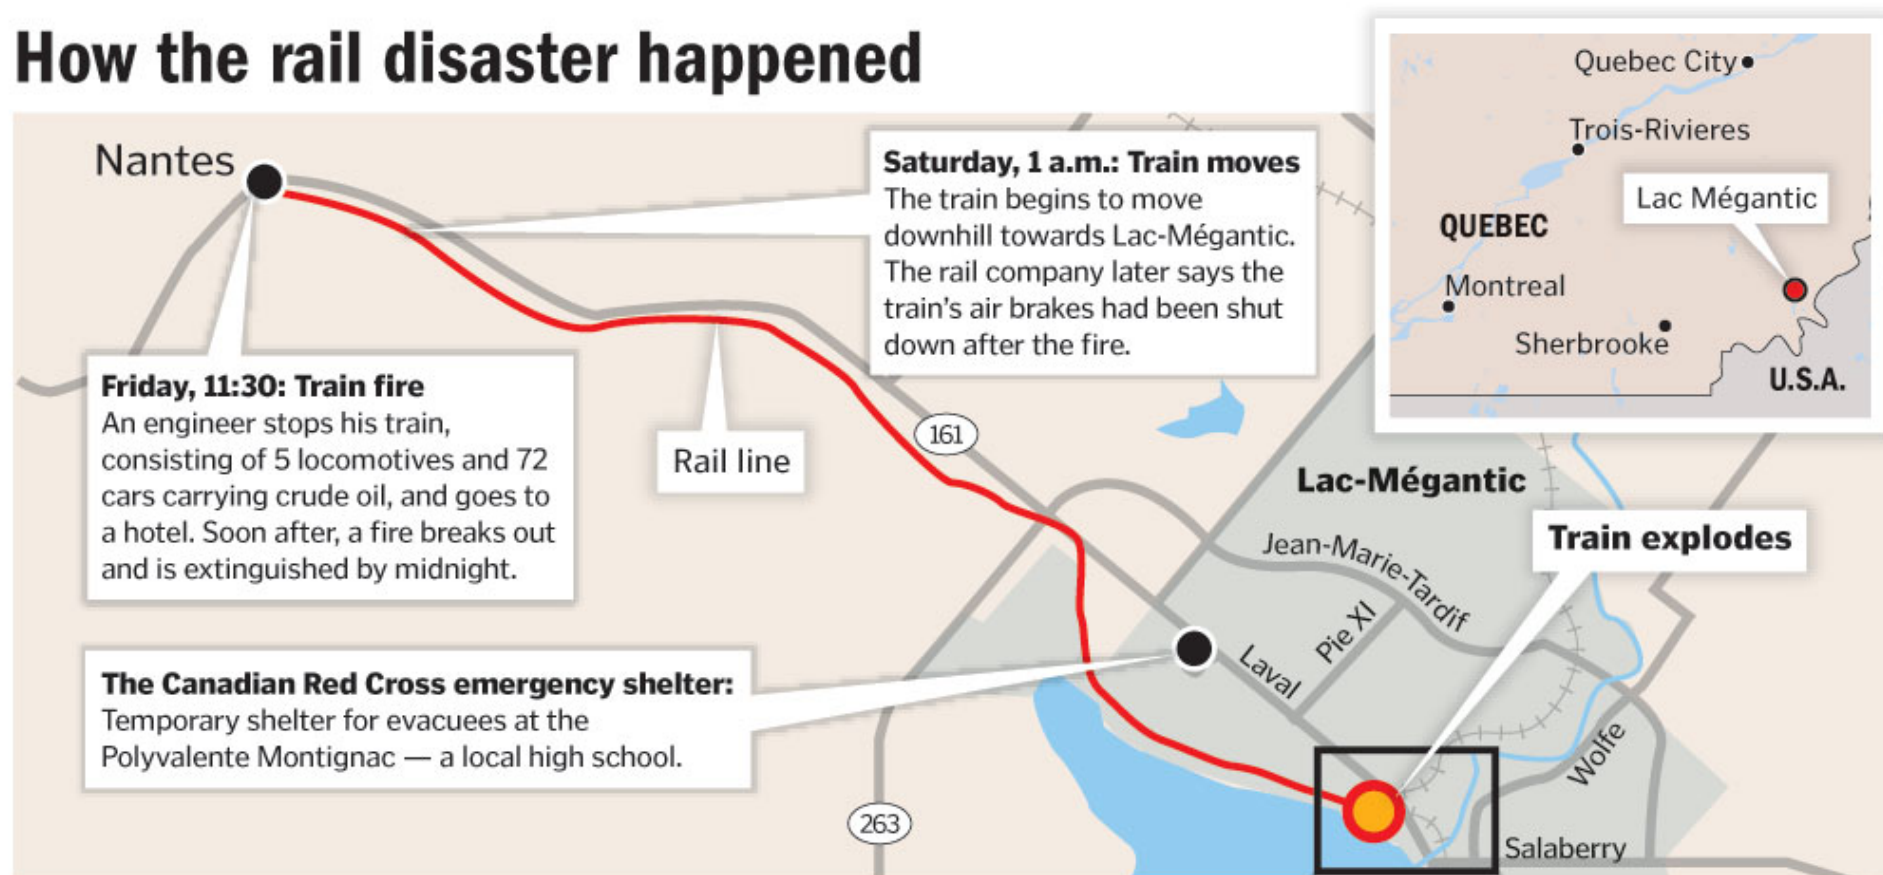 How the rail disaster happened
Nantes
Friday, 11:30: Train fire
An engineer stops his train,
consisting of 5 locomotives and 72
cars carrying crude oil, and goes to
a hotel. Soon after, a fire breaks out
and is extinguished by midnight.
Saturday, 1 a.m.: Train moves
The train begins to move
downhill towards Lac-Mégantic.
The rail company later says the
train's air brakes had been shut
down after the fire.
Rail line
161
The Canadian Red Cross emergency shelter:
Temporary shelter for evacuees at the
Polyvalente Montignac — a local high school.
263
Lac-Mégantic
Train explodes
Jean-Marie-Tardif
Pie XI
Laval
Wolfe
Salaberry
Quebec City
Trois-Rivieres
Lac Mégantic
QUEBEC
Montreal
Sherbrooke
U.S.A.